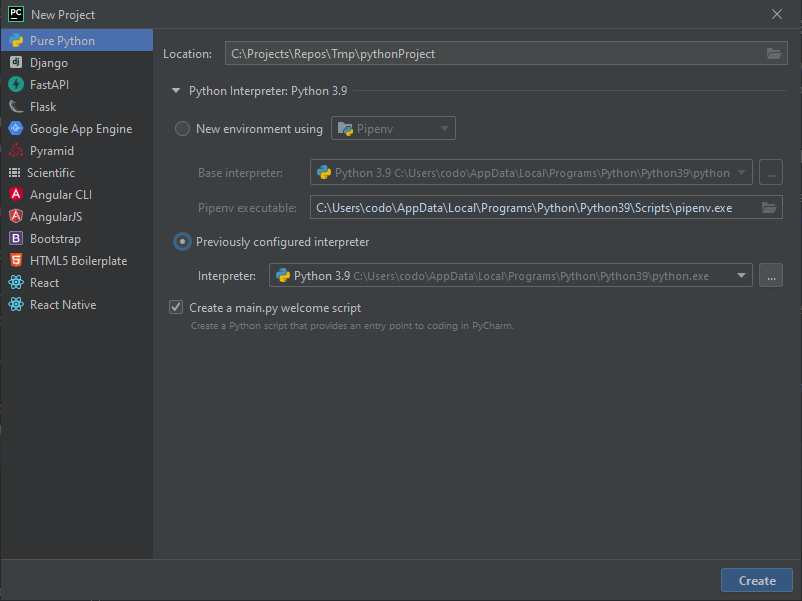 PC New Project
Pure Python
Django
FastAPI
Flask
Google App Engine
Pyramid
Scientific
Angular CLI
AngularJS
Bootstrap
HTML5 Boilerplate
React
React Native
Location: C:\Projects\Repos\Tmp\pythonProject
Python Interpreter: Python 3.9
New environment using Pipenv
Base interpreter: Python 3.9 C:\Users\codo\AppData\Local\Programs\Python\Python39\python ...
Pipenv executable: C:\Users\codo\AppData\Local\Programs\Python\Python39\Scripts\pipenv.exe
Previously configured interpreter
Interpreter: Python 3.9 C:\Users\codo\AppData\Local\Programs\Python\Python39\python.exe ...
Create a main.py welcome script
Create a Python script that provides an entry point to coding in PyCharm.
Create